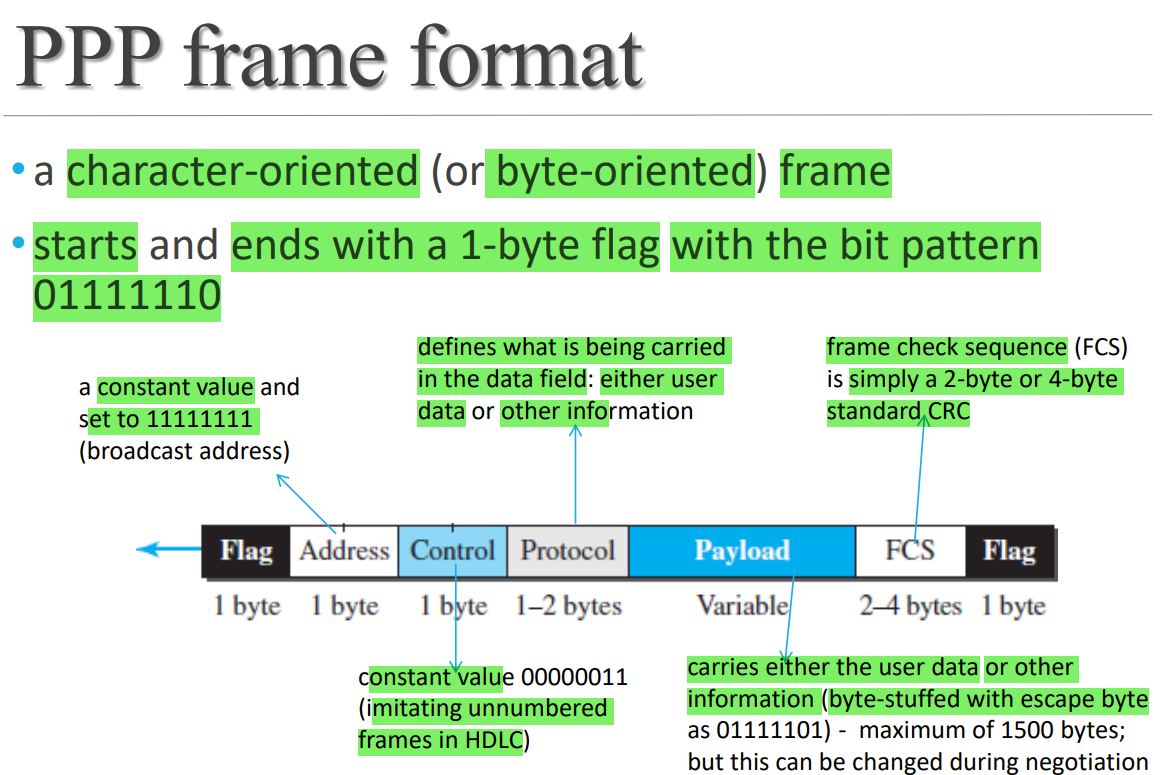 PPP frame format
• a character-oriented (or byte-oriented) frame
• starts and ends with a 1-byte flag with the bit pattern
01111110
defines what is being carried
in the data field: either user
data or other information
frame check sequence (FCS)
is simply a 2-byte or 4-byte
standard CRC
a constant value and
set to 11111111
(broadcast address)
Flag Address Control Protocol Payload FCS Flag
1 byte 1 byte 1 byte 1–2 bytes Variable 2–4 bytes 1 byte
constant value 00000011
(imitating unnumbered
frames in HDLC)
carries either the user data or other
information (byte-stuffed with escape byte
as 01111101) - maximum of 1500 bytes;
but this can be changed during negotiation